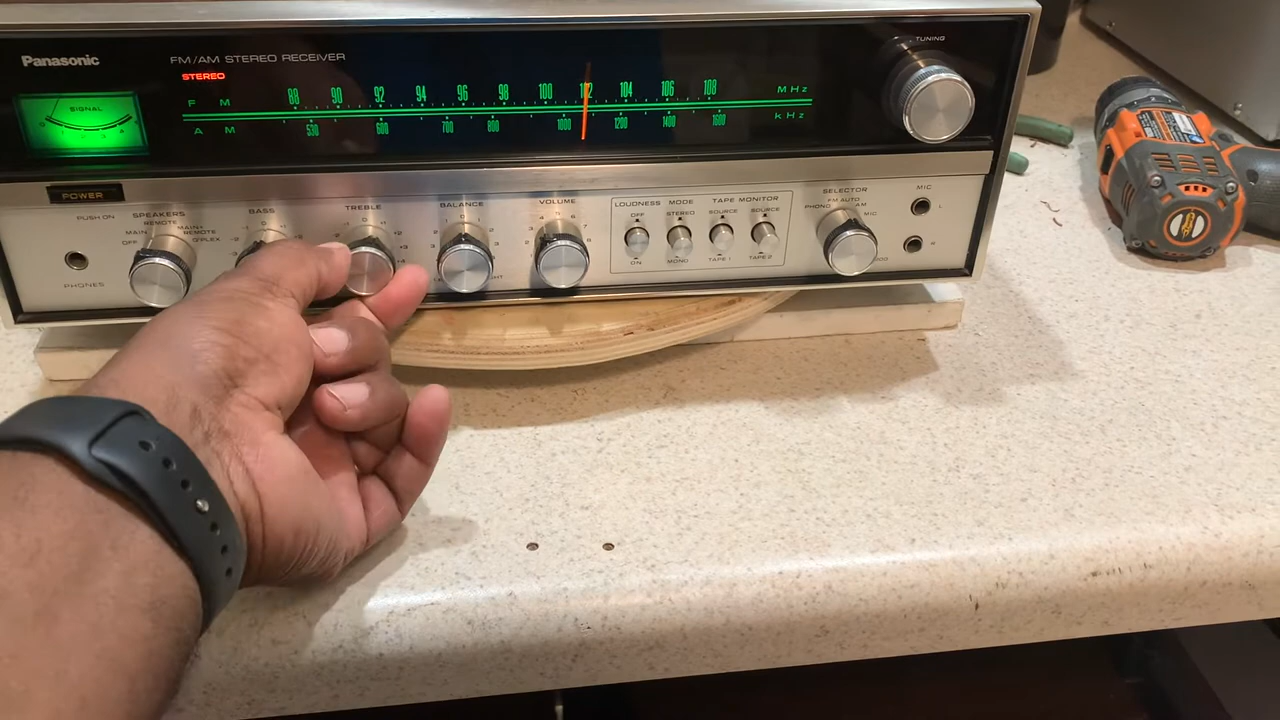 Panasonic
FM/AM STEREO RECEIVER
TUNING
STEREO
SIGNAL
FM 88 90 92 94 96 98 100 102 104 106 108 MHz
AM 530 600 700 800 1000 1200 1400 1600 kHz
POWER
PUSH ON
PHONES
SPEAKERS
REMOTE
MAIN
MAIN+
REMOTE
OFF
Q'PLEX
BASS
TREBLE
BALANCE
VOLUME
LOUDNESS
OFF
ON
MODE
STEREO
MONO
TAPE MONITOR
SOURCE
TAPE 1
SOURCE
TAPE 2
SELECTOR
FM AUTO
PHONO
AM
MIC
MIC
L
R